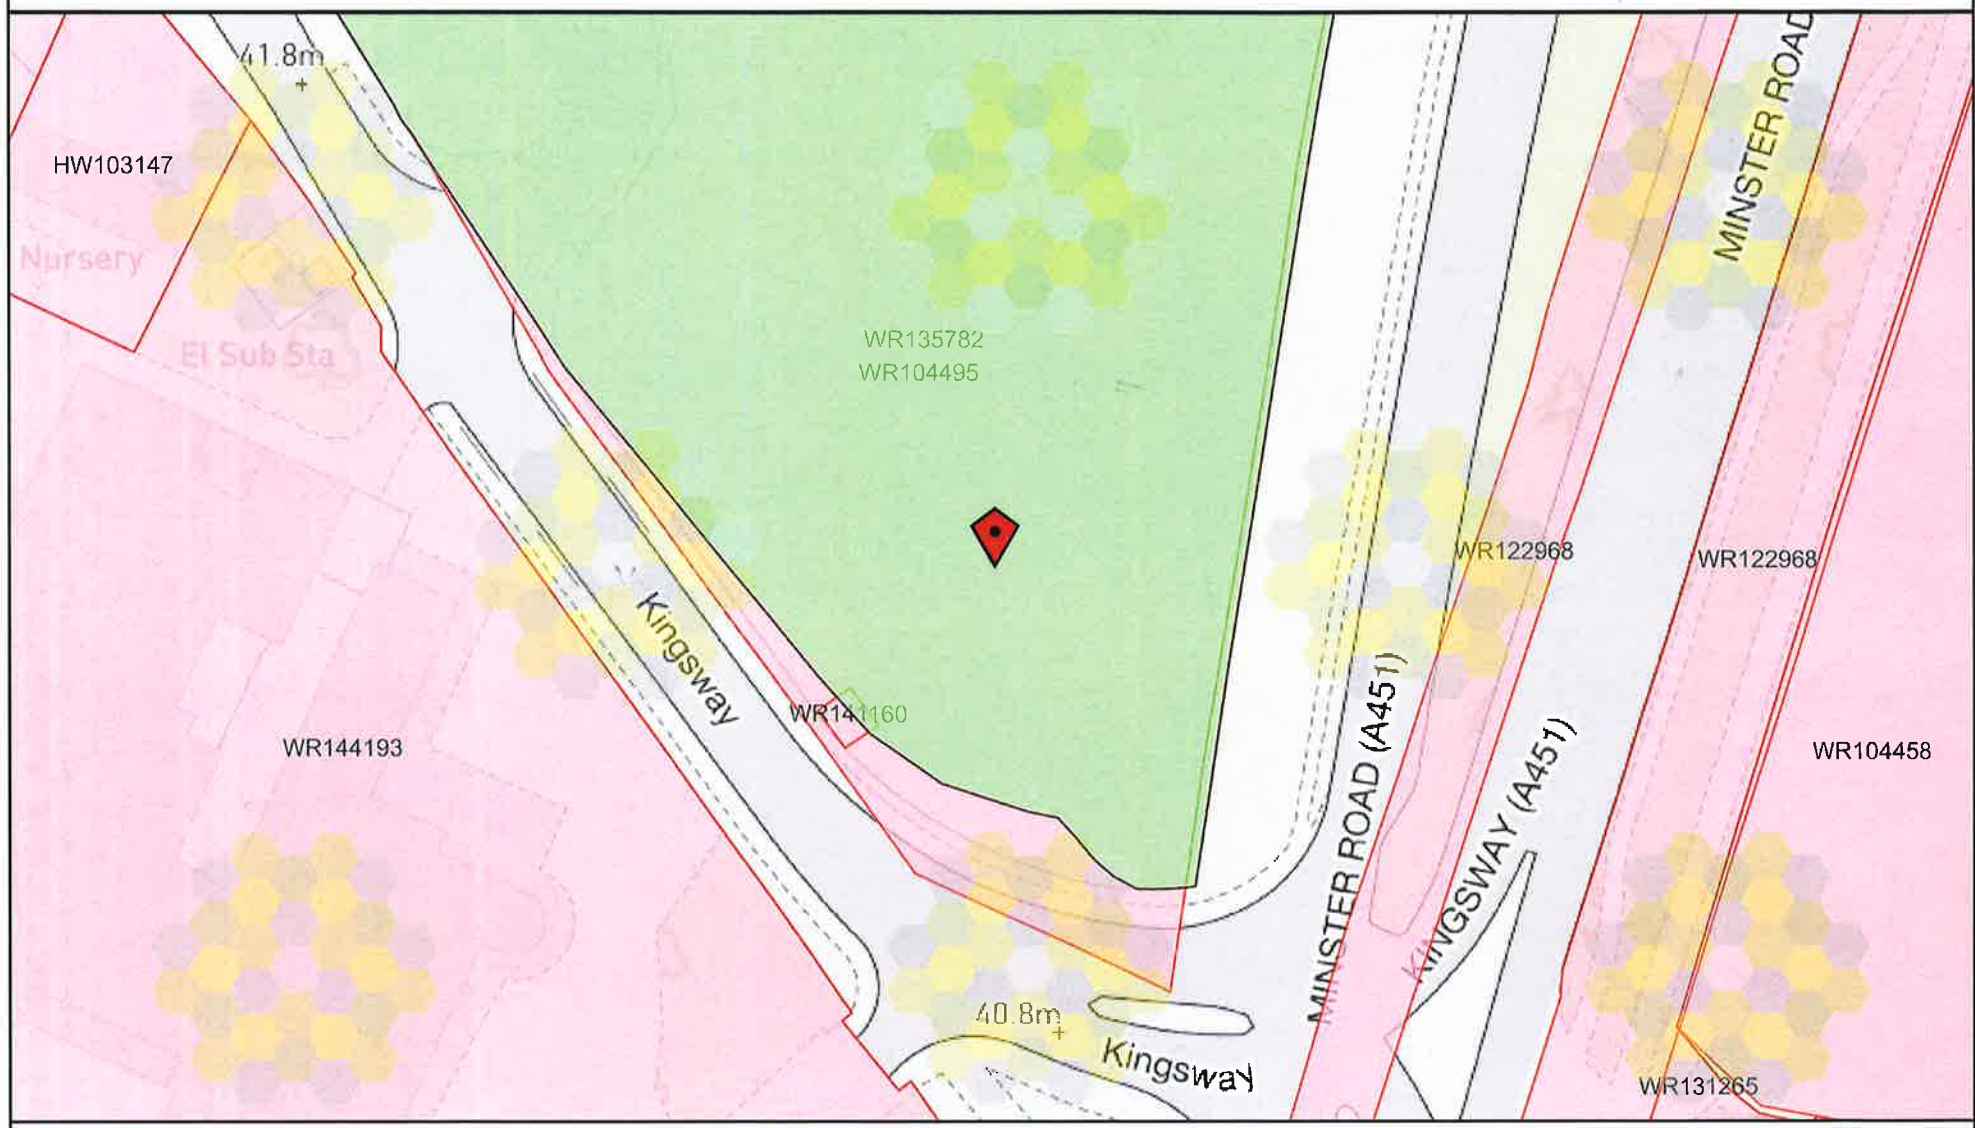 41.8m
MINSTER ROAD
HW103147
Nursery
El Sub Sta
WR135782
WR104495
WR122968
WR122968
Kingsway
WR141160
WR144193
MINSTER ROAD (A451)
KINGSWAY (A451)
WR104458
40.8m
Kingsway
WR131265